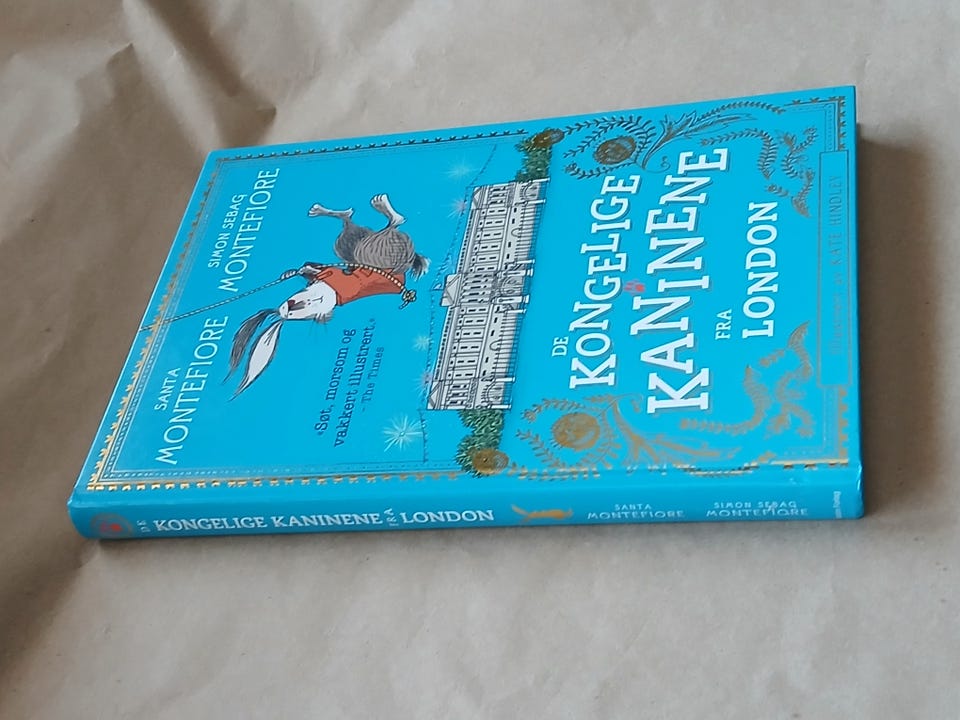 SANTA
MONTEFIORE
SIMON SEBAG
MONTEFIORE
«Søt, morsom og
vakkert illustrert.»
- The Times
DE
KONGELIGE
KANINENE
FRA
LONDON
KATE HINDLEY
DE KONGELIGE KANINENE FRA LONDON
SANTA
MONTEFIORE
SIMON SEBAG
MONTEFIORE